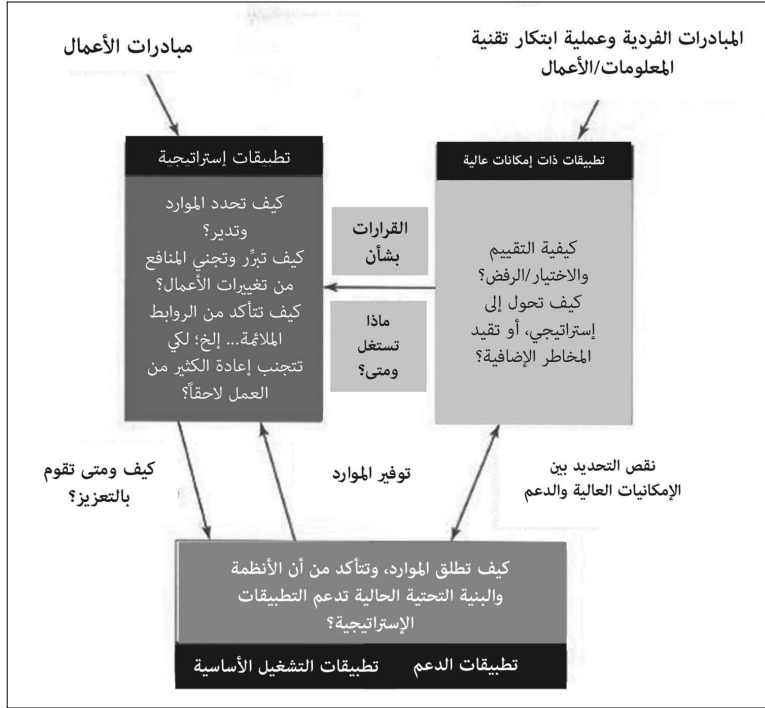 المبادرات الفردية وعملية ابتكار تقنية
المعلومات/الأعمال
مبادرات الأعمال
تطبيقات ذات إمكانات عالية
كيفية التقييم
والاختيار/الرفض؟
كيف تحول إلى
إستراتيجي، أو تقيد
المخاطر الإضافية؟
القرارات
بشأن
ماذا
تستغل
ومتى؟
تطبيقات إستراتيجية
كيف تحدد الموارد
وتدير؟
كيف تبرِّر وتجني المنافع
من تغييرات الأعمال؟
كيف تتأكد من الروابط
الملائمة... إلخ؛ لكي
تتجنب إعادة الكثير من
العمل لاحقاً؟
نقص التحديد بين
الإمكانيات العالية والدعم
توفير الموارد
كيف ومتى تقوم
بالتعزيز؟
كيف تطلق الموارد، وتتأكد من أن الأنظمة
والبنية التحتية الحالية تدعم التطبيقات
الإستراتيجية؟
تطبيقات الدعم
تطبيقات التشغيل الأساسية